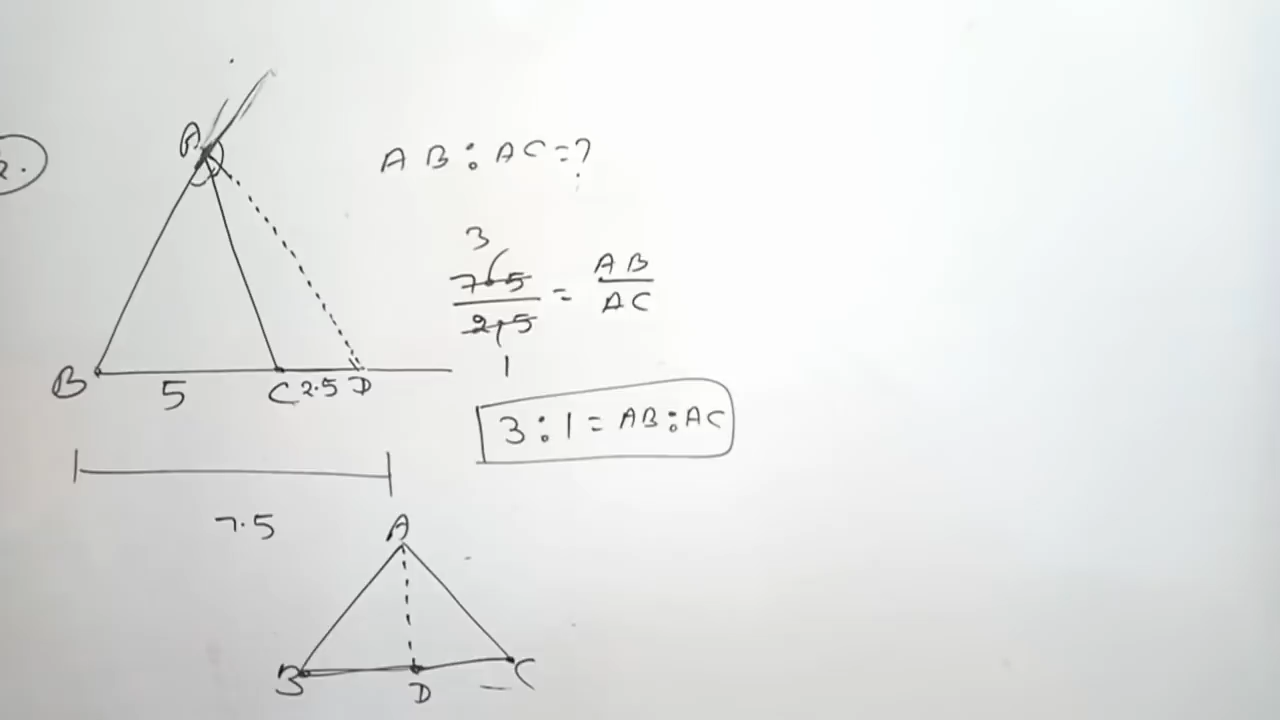 2.
A
AB : AC = ?
3
7.5 = AB
2.5 AC
1
B 5 C 2.5 D
3 : 1 = AB : AC
7.5
A
B D C